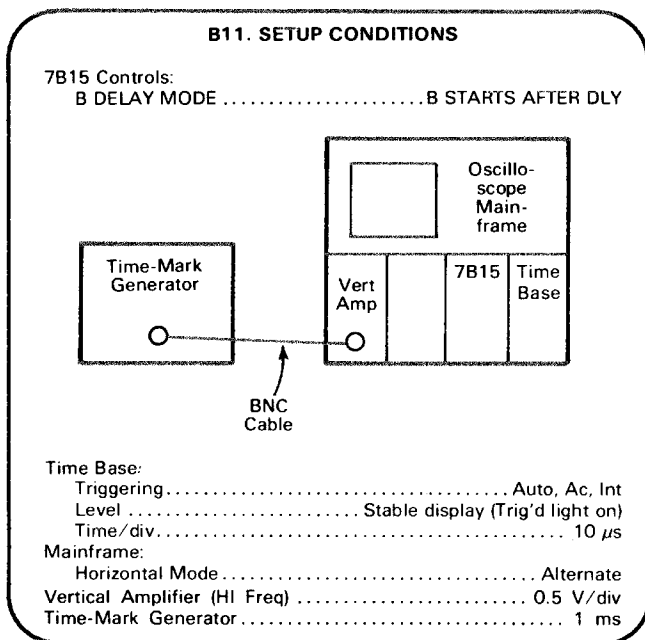 B11. SETUP CONDITIONS
7B15 Controls:
B DELAY MODE ........................ B STARTS AFTER DLY
Oscillo-
scope
Main-
frame
Time-Mark
Generator
Vert
Amp
7B15
Time
Base
BNC
Cable
Time Base:
Triggering ........................................ Auto, Ac, Int
Level ...................... Stable display (Trig'd light on)
Time/div. .............................................. 10 μs
Mainframe:
Horizontal Mode ..................................... Alternate
Vertical Amplifier (HI Freq) ........................... 0.5 V/div
Time-Mark Generator ..................................... 1 ms